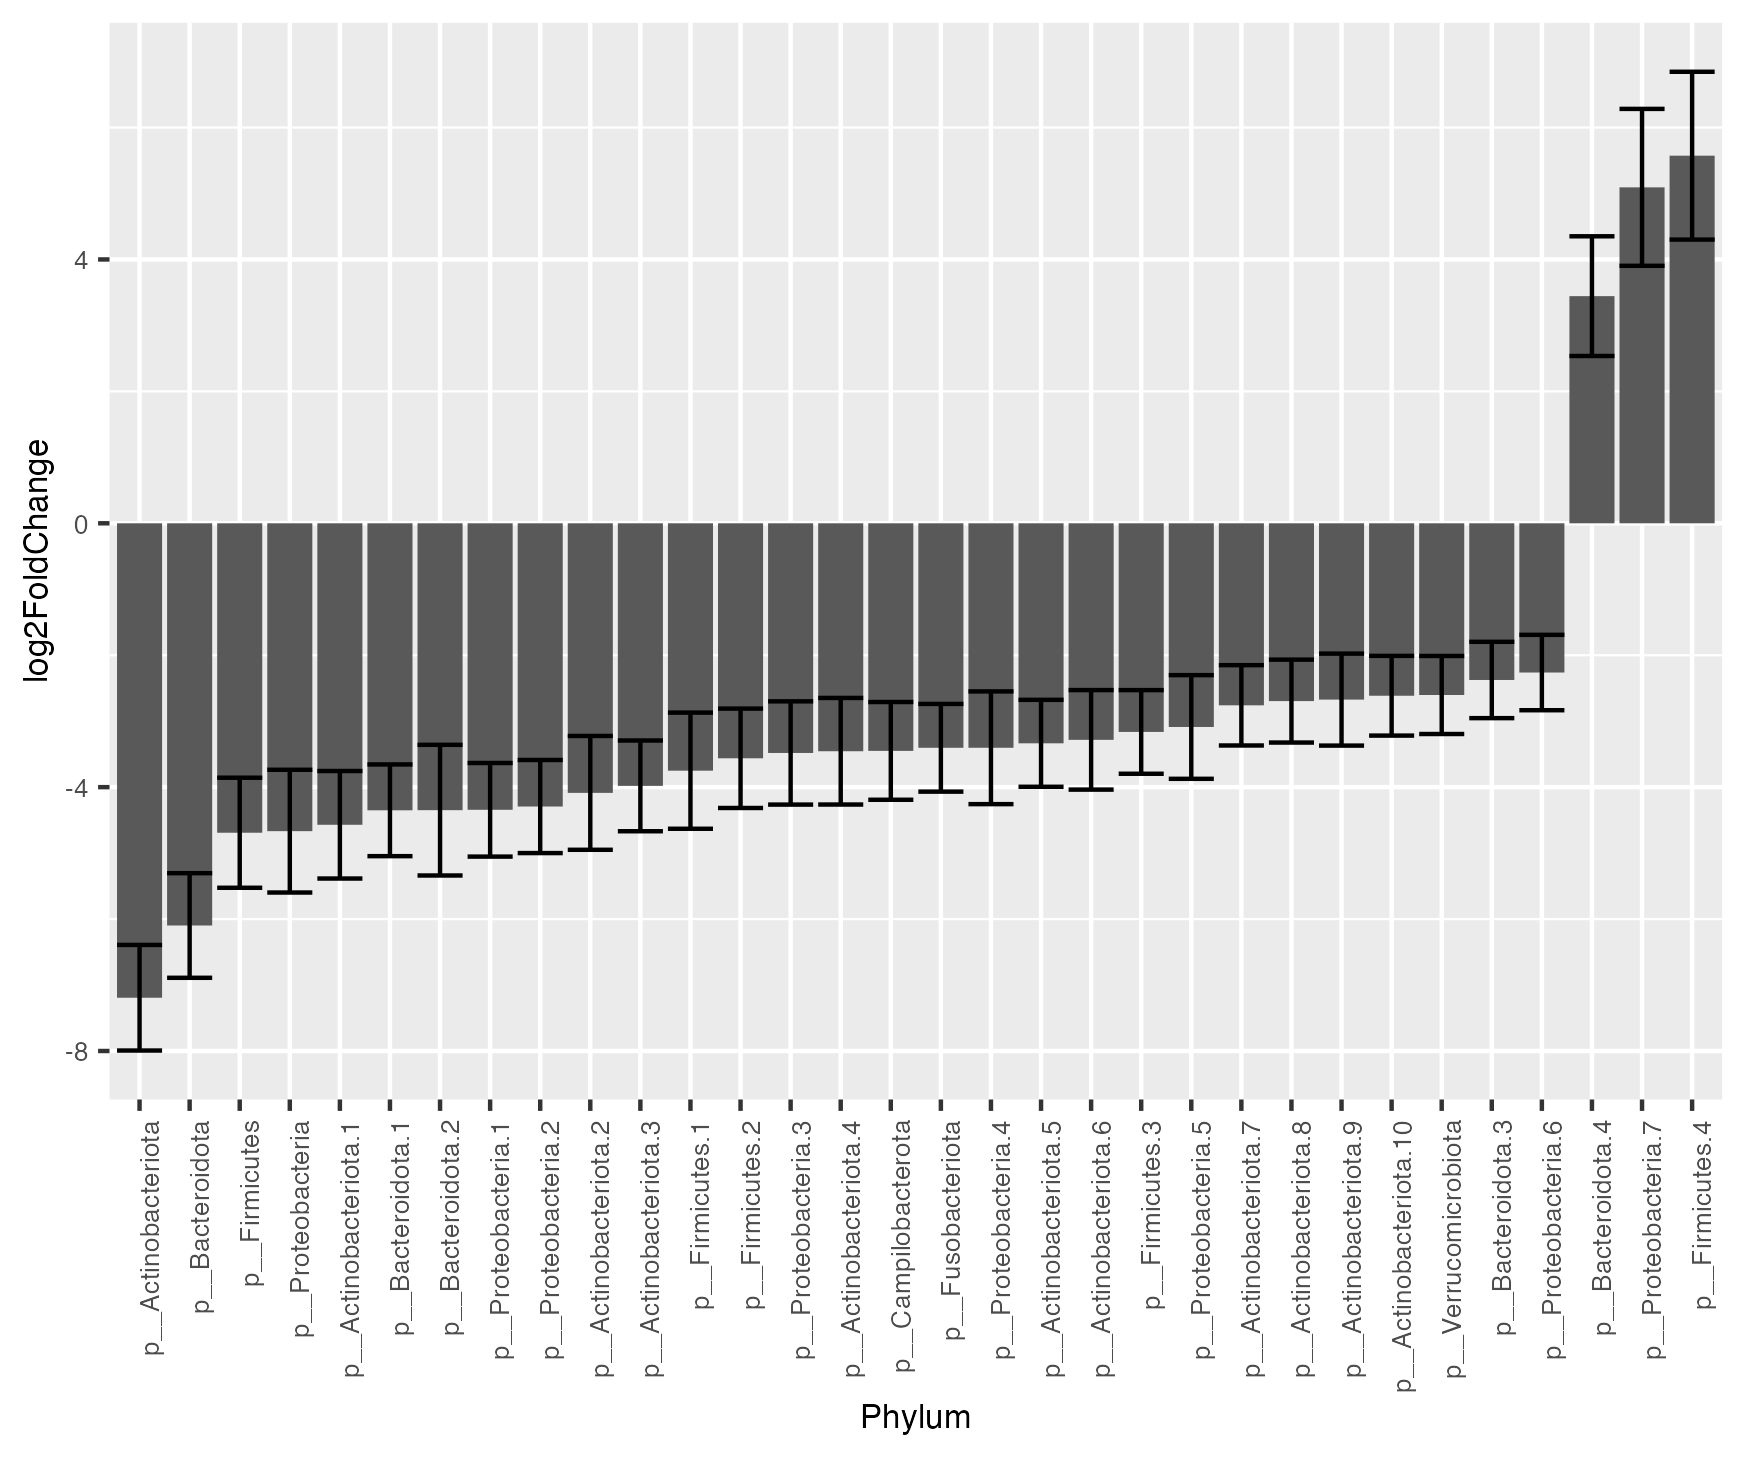 log2FoldChange
4
0
-4
-8
p__Actinobacteriota
p__Bacteroidota
p__Firmicutes
p__Proteobacteria
p__Actinobacteriota.1
p__Bacteroidota.1
p__Bacteroidota.2
p__Proteobacteria.1
p__Proteobacteria.2
p__Actinobacteriota.2
p__Actinobacteriota.3
p__Firmicutes.1
p__Firmicutes.2
p__Proteobacteria.3
p__Actinobacteriota.4
p__Campilobacterota
p__Fusobacteriota
p__Proteobacteria.4
p__Actinobacteriota.5
p__Actinobacteriota.6
p__Firmicutes.3
p__Proteobacteria.5
p__Actinobacteriota.7
p__Actinobacteriota.8
p__Actinobacteriota.9
p__Actinobacteriota.10
p__Verrucomicrobiota
p__Bacteroidota.3
p__Proteobacteria.6
p__Bacteroidota.4
p__Proteobacteria.7
p__Firmicutes.4
Phylum